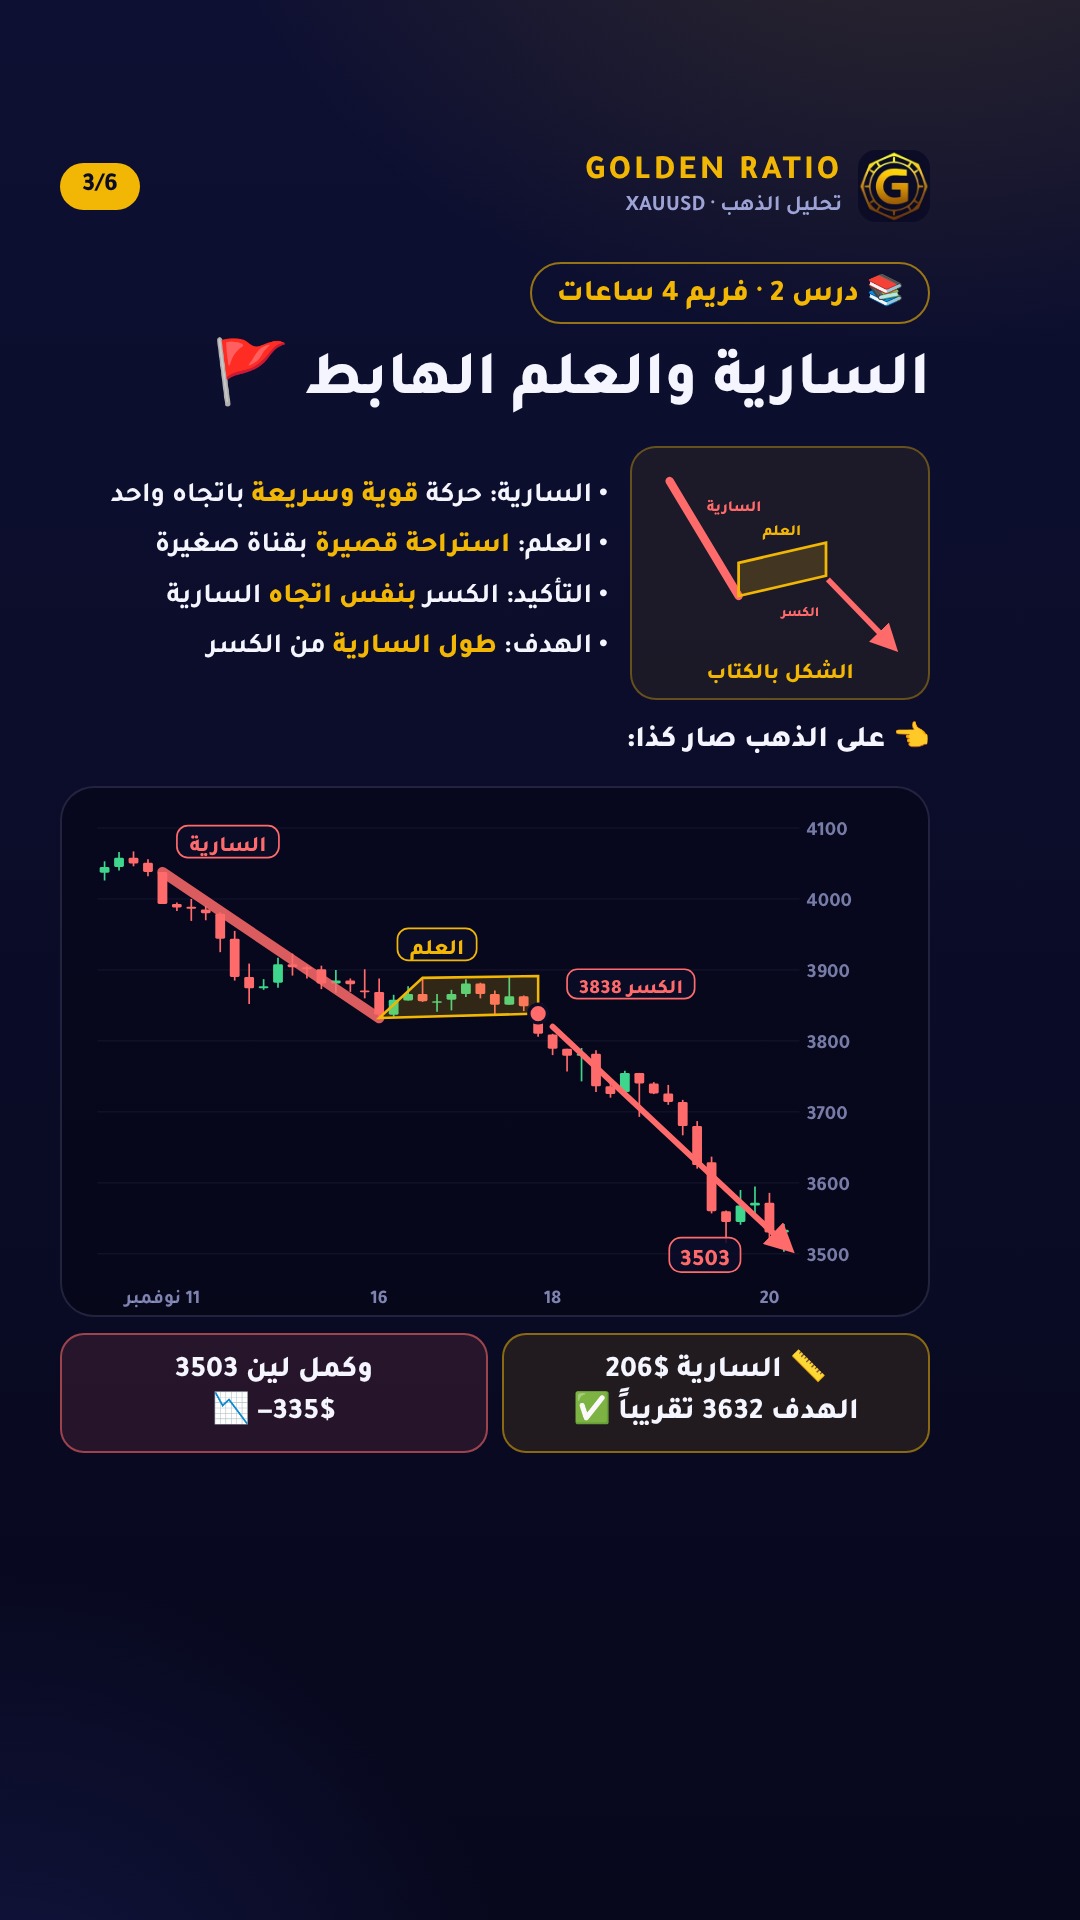 GOLDEN RATIO
تحليل الذهب · XAUUSD
3/6
📚 درس 2 · فريم 4 ساعات
السارية والعلم الهابط 🚩
السارية
العلم
الكسر
الشكل بالكتاب
• السارية: حركة قوية وسريعة باتجاه واحد
• العلم: استراحة قصيرة بقناة صغيرة
• التأكيد: الكسر بنفس اتجاه السارية
• الهدف: طول السارية من الكسر
👈 على الذهب صار كذا:
السارية
العلم
الكسر 3838
3503
4100
4000
3900
3800
3700
3600
3500
11 نوفمبر
16
18
20
📏 السارية 206$
الهدف 3632 تقريباً ✅
وكمل لين 3503
–335$ 📉